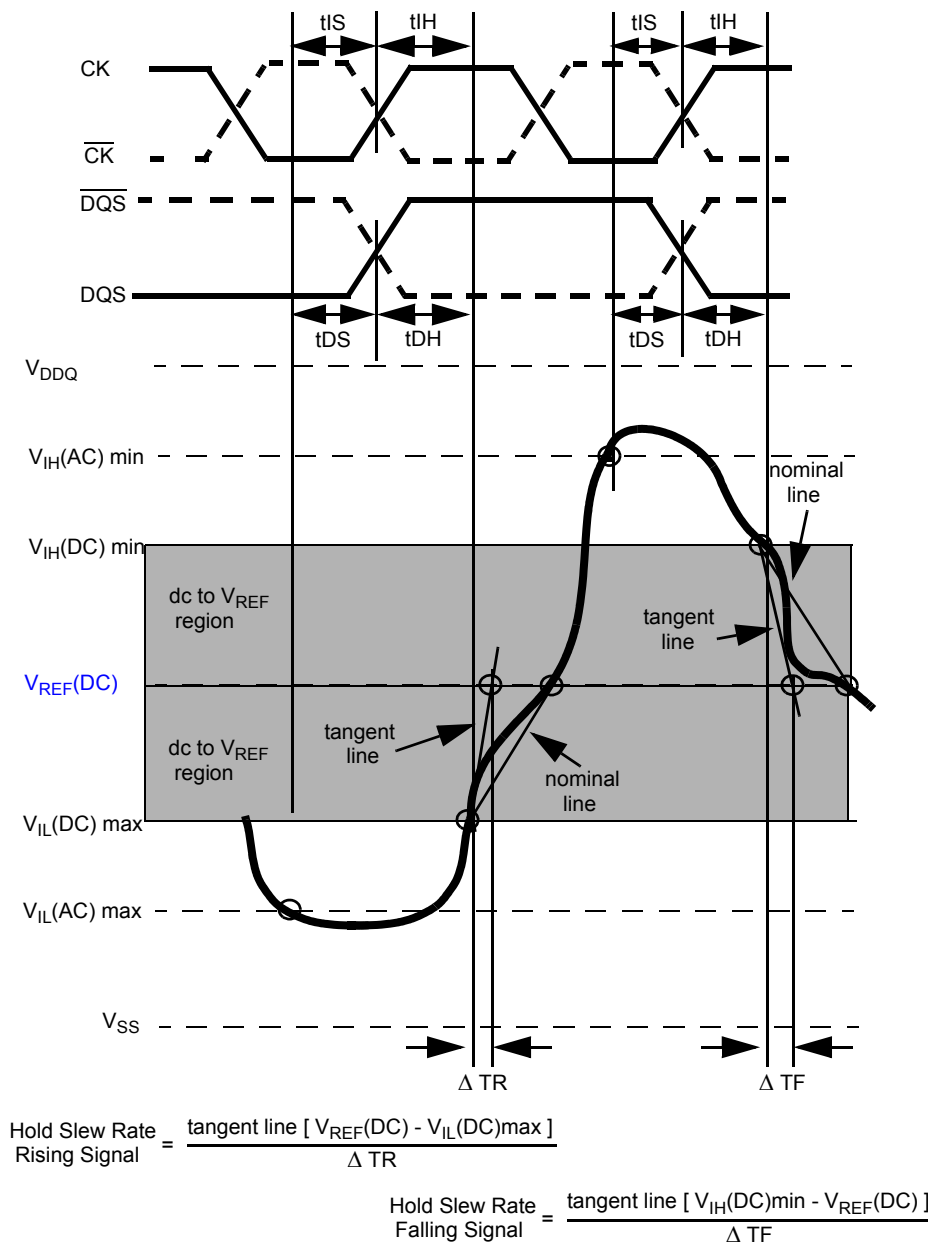 tIS tIH tIS tIH
CK
CK
DQS
DQS
tDS tDH tDS tDH
VDDQ
VIH(AC) min
nominal
line
VIH(DC) min
dc to VREF
region
tangent
line
VREF(DC)
tangent
line
dc to VREF
region
nominal
line
VIL(DC) max
VIL(AC) max
VSS
Δ TR Δ TF
Hold Slew Rate
Rising Signal
= tangent line [ VREF(DC) - VIL(DC)max ]
Δ TR
Hold Slew Rate
Falling Signal
= tangent line [ VIH(DC)min - VREF(DC) ]
Δ TF